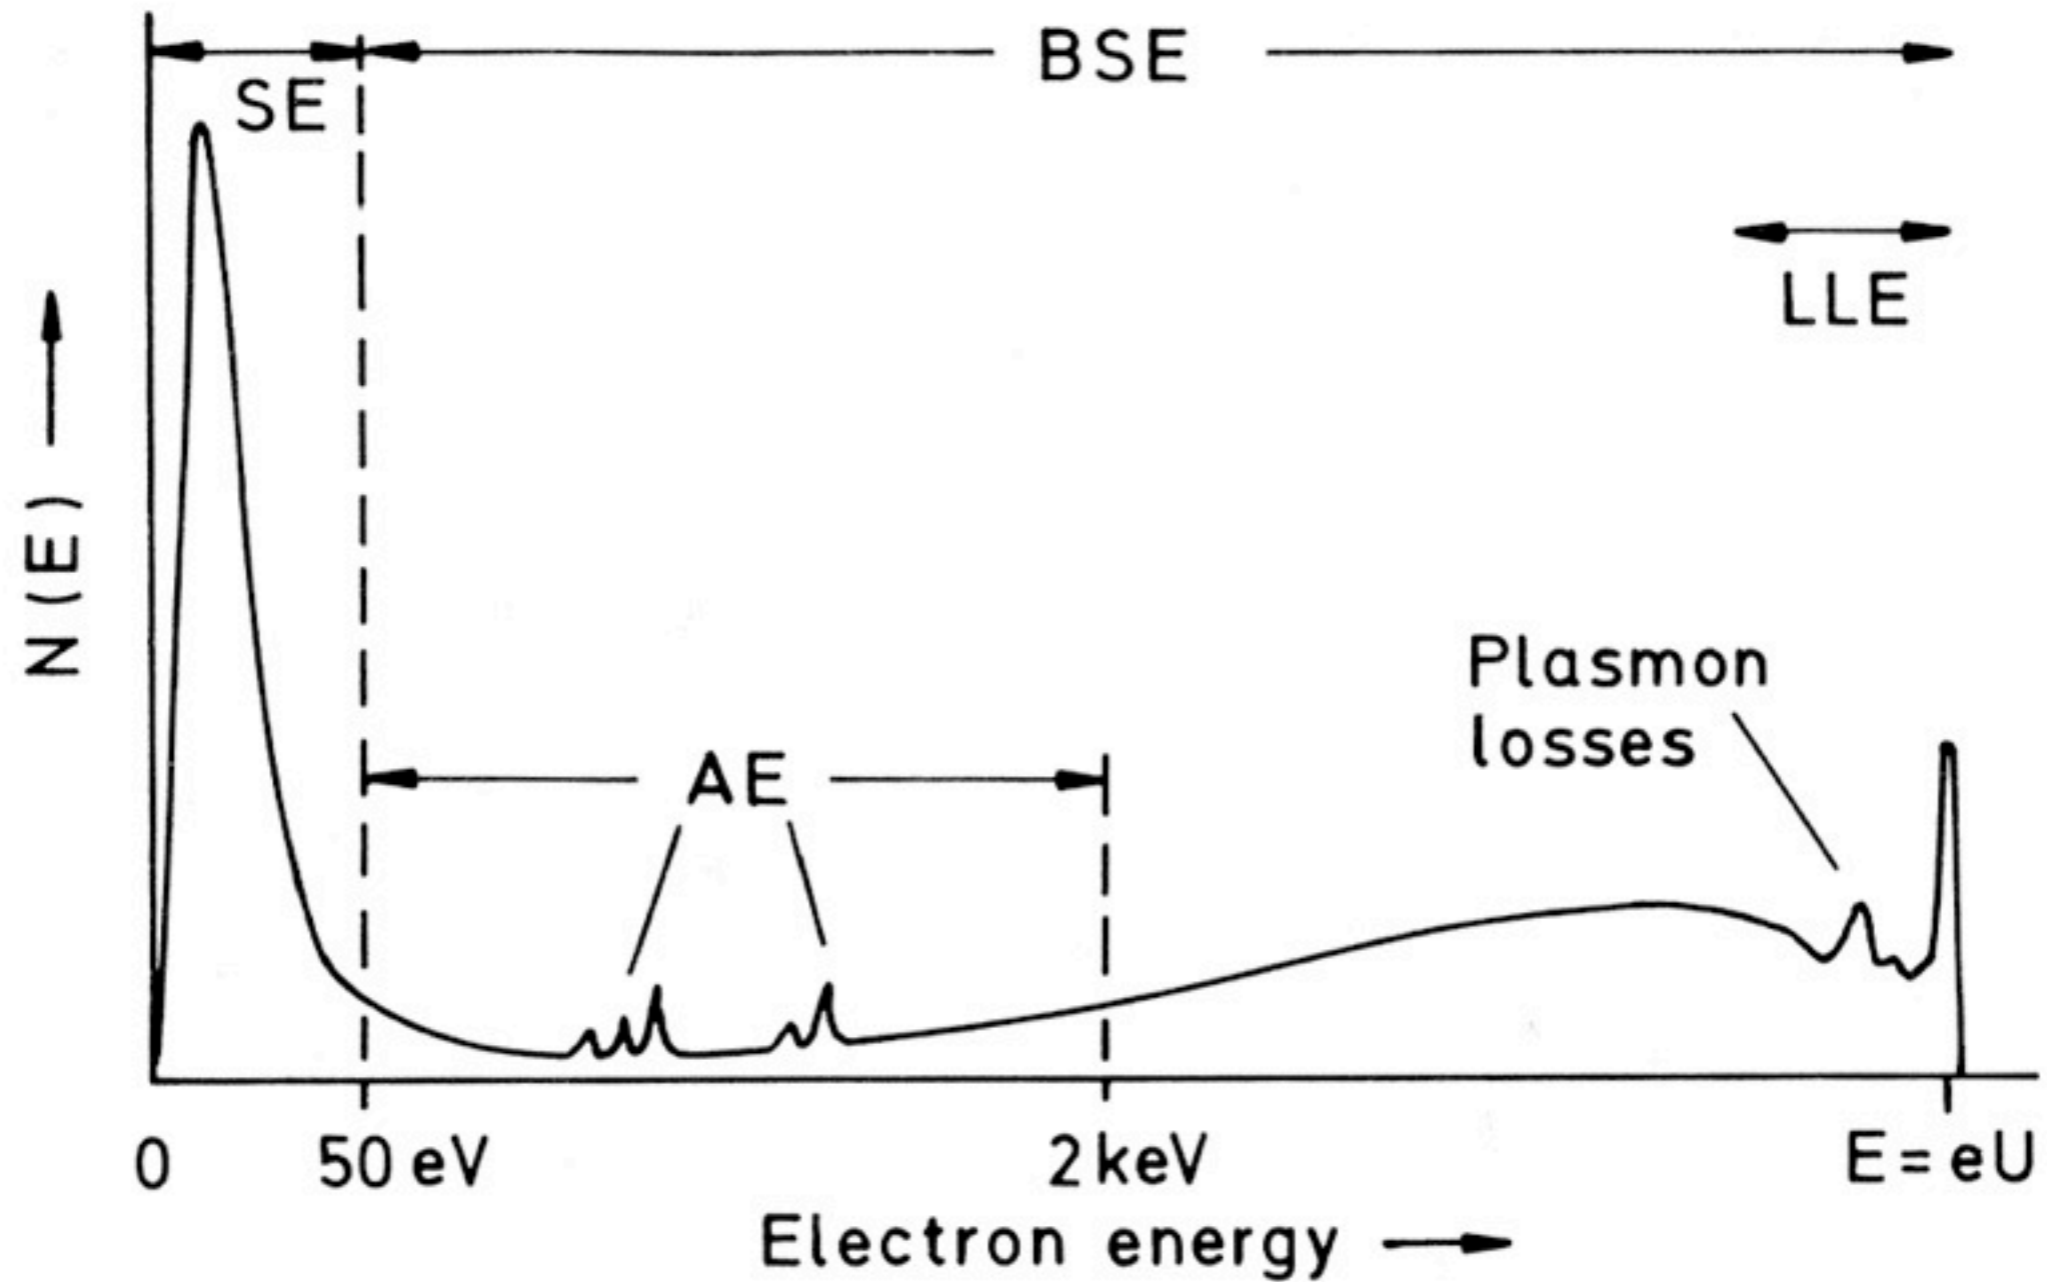 BSE
SE
LLE
N(E)
Plasmon
losses
AE
0
50 eV
2 keV
E = eU
Electron energy